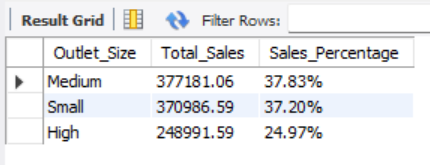 Result Grid Filter Rows:
Outlet_Size Total_Sales Sales_Percentage
Medium 377181.06 37.83%
Small 370986.59 37.20%
High 248991.59 24.97%